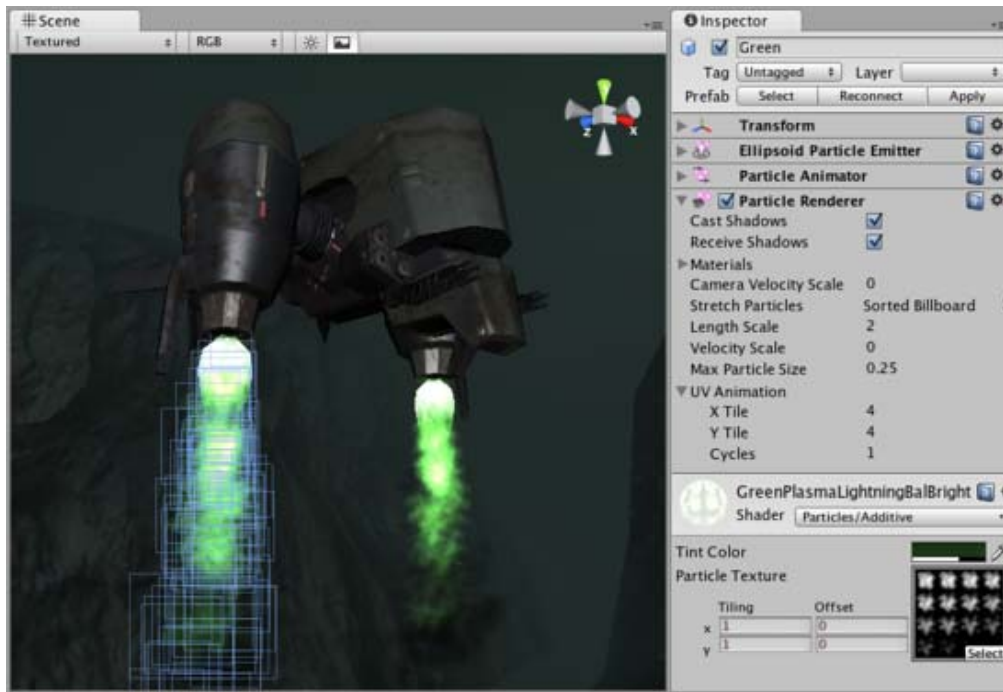 Scene
Textured RGB
z x
Inspector
Green
Tag Untagged Layer
Prefab Select Reconnect Apply
Transform
Ellipsoid Particle Emitter
Particle Animator
Particle Renderer
Cast Shadows
Receive Shadows
Materials
Camera Velocity Scale 0
Stretch Particles Sorted Billboard
Length Scale 2
Velocity Scale 0
Max Particle Size 0.25
UV Animation
X Tile 4
Y Tile 4
Cycles 1
GreenPlasmaLightningBalBright
Shader Particles/Additive
Tint Color
Particle Texture
Tiling Offset
x 1 0
y 1 0
Select